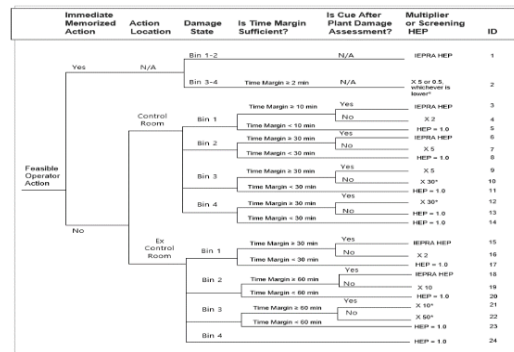 Immediate Memorized Action
Action Location
Damage State
Is Time Margin Sufficient?
Is Cue After Plant Damage Assessment?
Multiplier or Screening HEP
ID
Feasible Operator Action
Yes
N/A
Bin 1-2
N/A
IEPRA HEP
1
Bin 3-4
Time Margin ≥ 2 min
N/A
X 5 or 0.5, whichever is lower*
2
No
Control Room
Bin 1
Time Margin ≥ 10 min
Yes
IEPRA HEP
3
No
X 2
4
Time Margin < 10 min
HEP = 1.0
5
Bin 2
Time Margin ≥ 30 min
Yes
IEPRA HEP
6
No
X 5
7
Time Margin < 30 min
HEP = 1.0
8
Bin 3
Time Margin ≥ 30 min
Yes
X 5
9
No
X 30*
10
Time Margin < 30 min
HEP = 1.0
11
Bin 4
Time Margin ≥ 30 min
Yes
X 30*
12
No
HEP = 1.0
13
Time Margin < 30 min
HEP = 1.0
14
Ex Control Room
Bin 1
Time Margin ≥ 30 min
Yes
IEPRA HEP
15
No
X 2
16
Time Margin < 30 min
HEP = 1.0
17
Bin 2
Time Margin ≥ 60 min
Yes
IEPRA HEP
18
No
X 10
19
Time Margin < 60 min
HEP = 1.0
20
Bin 3
Time Margin ≥ 60 min
Yes
X 10*
21
No
X 50*
22
Time Margin < 60 min
HEP = 1.0
23
Bin 4
HEP = 1.0
24